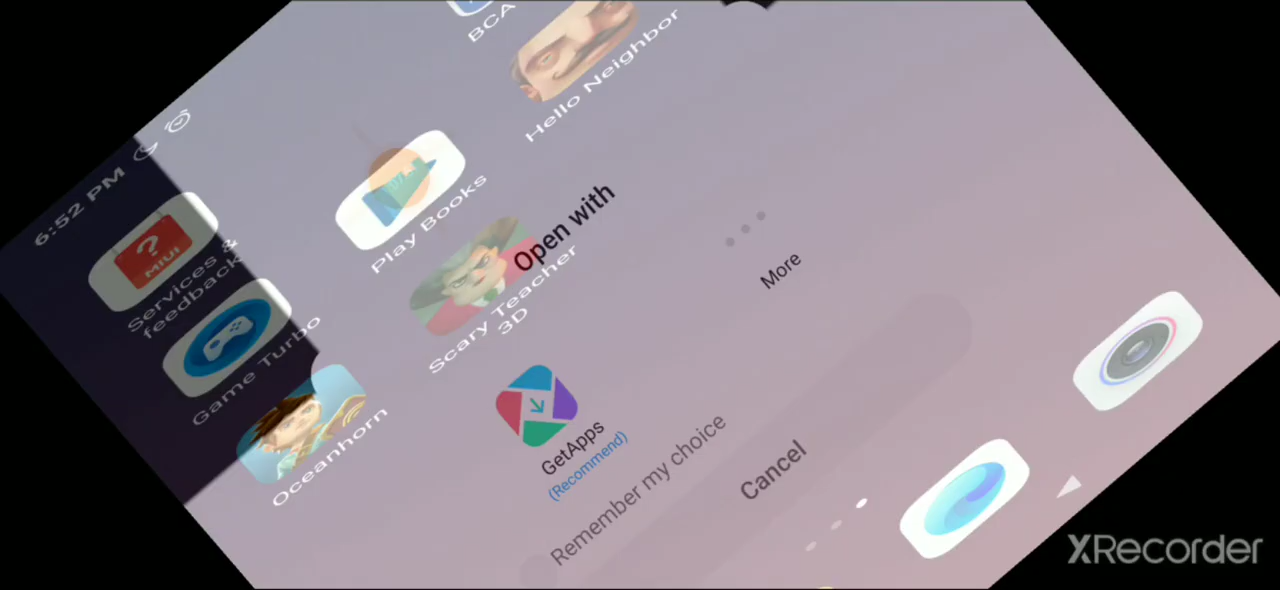 6:52 PM
BCA
Hello Neighbor
Services &
feedback
MIUI
Play Books
Game Turbo
Scary Teacher
3D
Oceanhorn
Open with
More
GetApps
(Recommend)
Remember my choice
Cancel
XRecorder